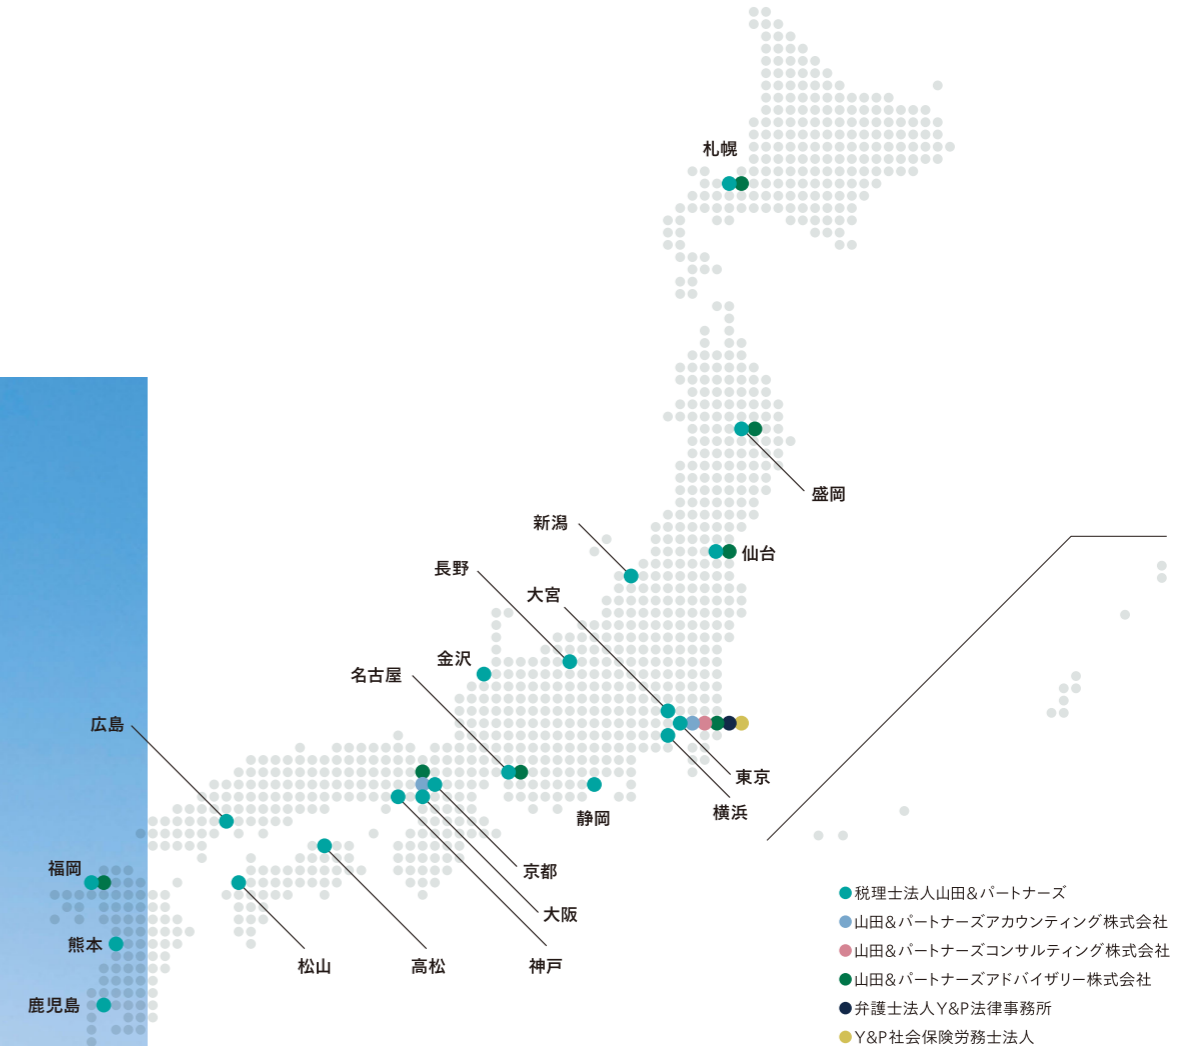 札幌
盛岡
新潟
仙台
長野
大宮
金沢
名古屋
広島
東京
横浜
静岡
福岡
京都
大阪
熊本
松山
高松
神戸
鹿児島
税理士法人山田&パートナーズ
山田&パートナーズアカウンティング株式会社
山田&パートナーズコンサルティング株式会社
山田&パートナーズアドバイザリー株式会社
弁護士法人Y&P法律事務所
Y&P社会保険労務士法人